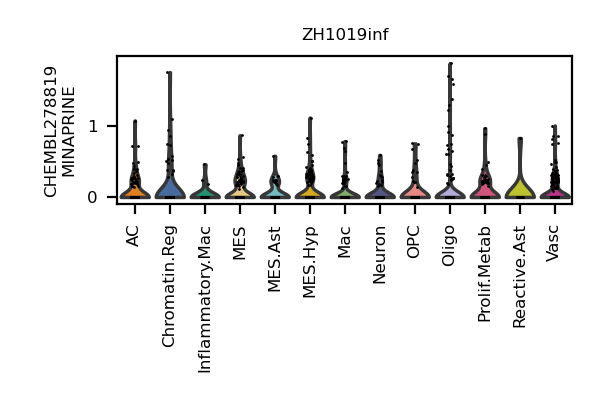 ZH1019inf
CHEMBL278819
MINAPRINE
1
0
AC
Chromatin.Reg
Inflammatory.Mac
MES
MES.Ast
MES.Hyp
Mac
Neuron
OPC
Oligo
Prolif.Metab
Reactive.Ast
Vasc